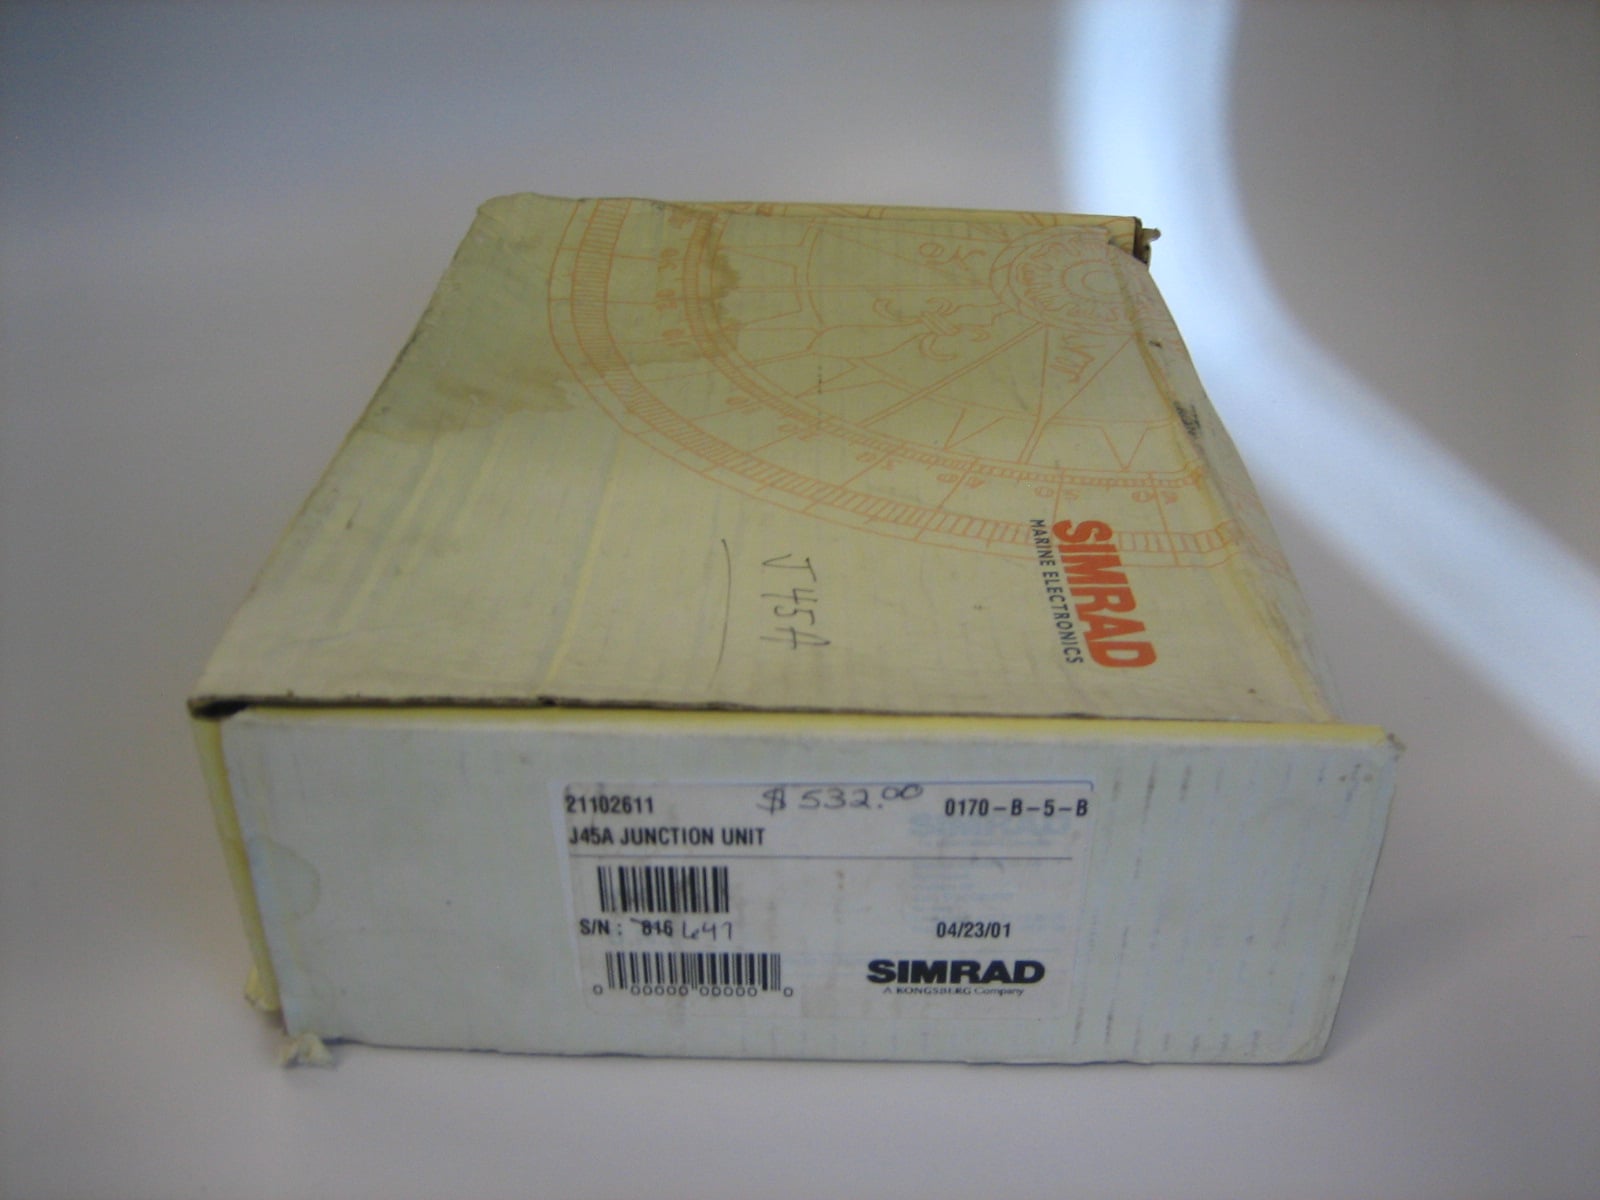 SIMRAD
MARINE ELECTRONICS
J45A
21102611 $532.00 0170-B-5-B
J45A JUNCTION UNIT
S/N: 816 647 04/23/01
0 00000 00000 0
SIMRAD
A KONGSBERG Company